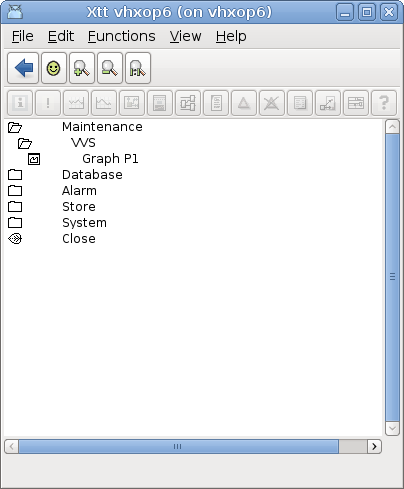 Xtt vhxop6 (on vhxop6)
File Edit Functions View Help
Maintenance
VVS
Graph P1
Database
Alarm
Store
System
Close